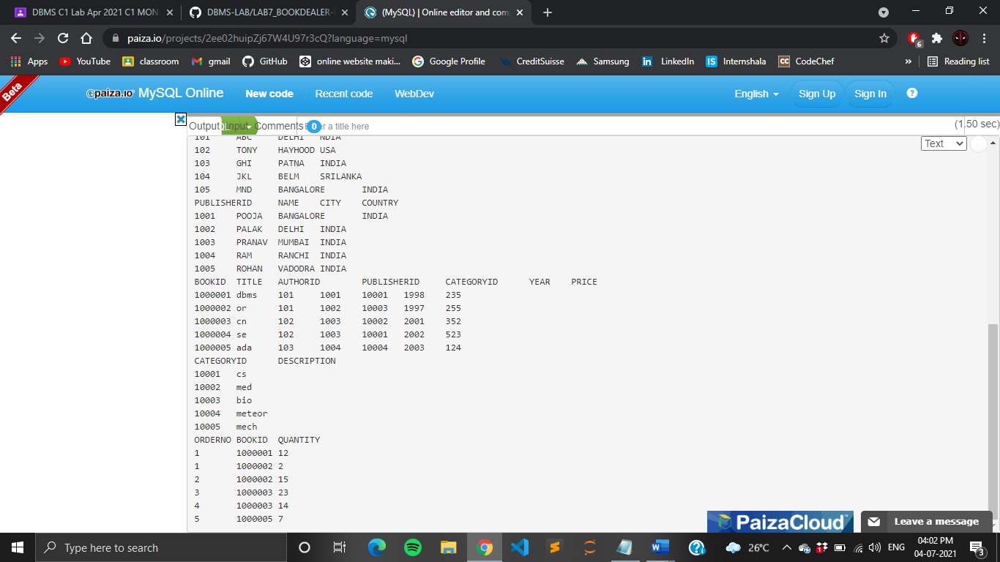 DBMS C1 Lab Apr 2021 C1 MON
DBMS-LAB/LAB7_BOOKDEALER-
(MySQL) | Online editor and com
paiza.io/projects/2ee02huipZj67W4U97r3cQ?language=mysql
6
Apps YouTube classroom gmail GitHub online website maki... Google Profile CreditSuisse Samsung LinkedIn IS Internshala CC CodeChef » Reading list
Beta
paiza.io MySQL Online New code Recent code WebDev English Sign Up Sign In ?
Output Input Comments 0 a title here (1.50 sec)
Text
101 ABC DELHI NDIA
102 TONY HAYHOOD USA
103 GHI PATNA INDIA
104 JKL BELM SRILANKA
105 MND BANGALORE INDIA
PUBLISHERID NAME CITY COUNTRY
1001 POOJA BANGALORE INDIA
1002 PALAK DELHI INDIA
1003 PRANAV MUMBAI INDIA
1004 RAM RANCHI INDIA
1005 ROHAN VADODRA INDIA
BOOKID TITLE AUTHORID PUBLISHERID CATEGORYID YEAR PRICE
1000001 dbms 101 1001 10001 1998 235
1000002 or 101 1002 10003 1997 255
1000003 cn 102 1003 10002 2001 352
1000004 se 102 1003 10001 2002 523
1000005 ada 103 1004 10004 2003 124
CATEGORYID DESCRIPTION
10001 cs
10002 med
10003 bio
10004 meteor
10005 mech
ORDERNO BOOKID QUANTITY
1 1000001 12
1 1000002 2
2 1000002 15
3 1000003 23
4 1000003 14
5 1000005 7
PaizaCloud
Leave a message
Type here to search
26°C ENG 04:02 PM
04-07-2021
3